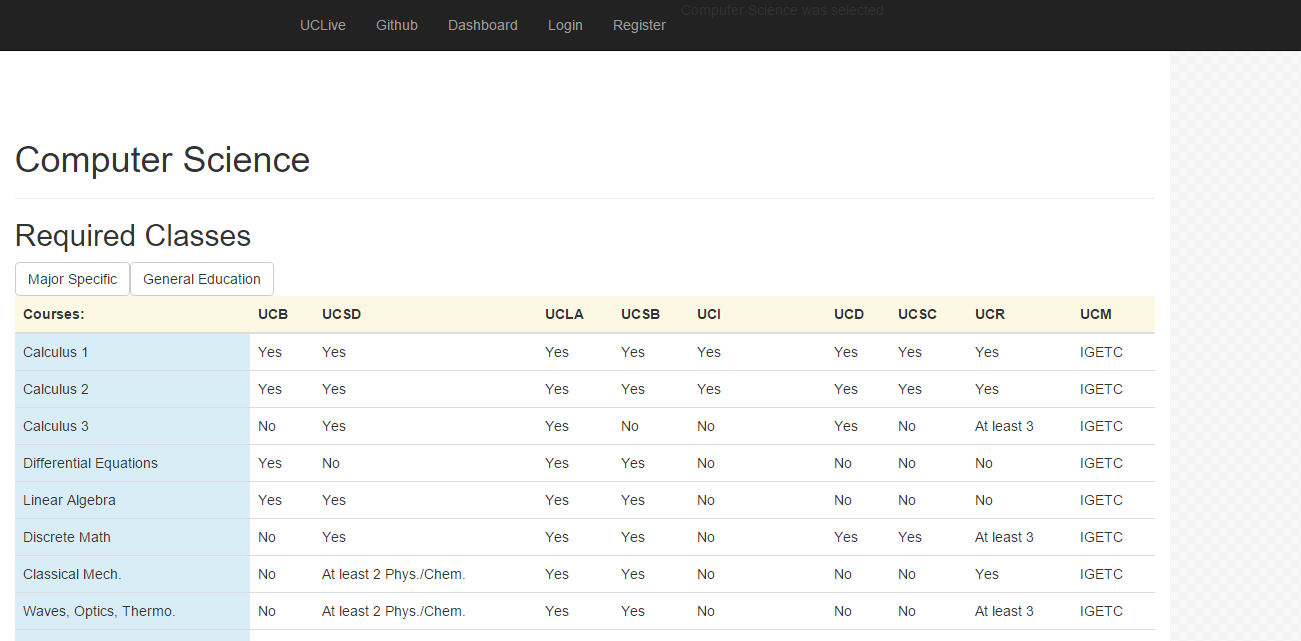 Computer Science was selected
UCLive Github Dashboard Login Register
Computer Science
Required Classes
Major Specific General Education
Courses: UCB UCSD UCLA UCSB UCI UCD UCSC UCR UCM
Calculus 1 Yes Yes Yes Yes Yes Yes Yes Yes IGETC
Calculus 2 Yes Yes Yes Yes Yes Yes Yes Yes IGETC
Calculus 3 No Yes Yes No No Yes No At least 3 IGETC
Differential Equations Yes No Yes Yes No No No No IGETC
Linear Algebra Yes Yes Yes Yes No No No No IGETC
Discrete Math No Yes Yes Yes No Yes Yes At least 3 IGETC
Classical Mech. No At least 2 Phys./Chem. Yes Yes No No No Yes IGETC
Waves, Optics, Thermo. No At least 2 Phys./Chem. Yes Yes No No No At least 3 IGETC